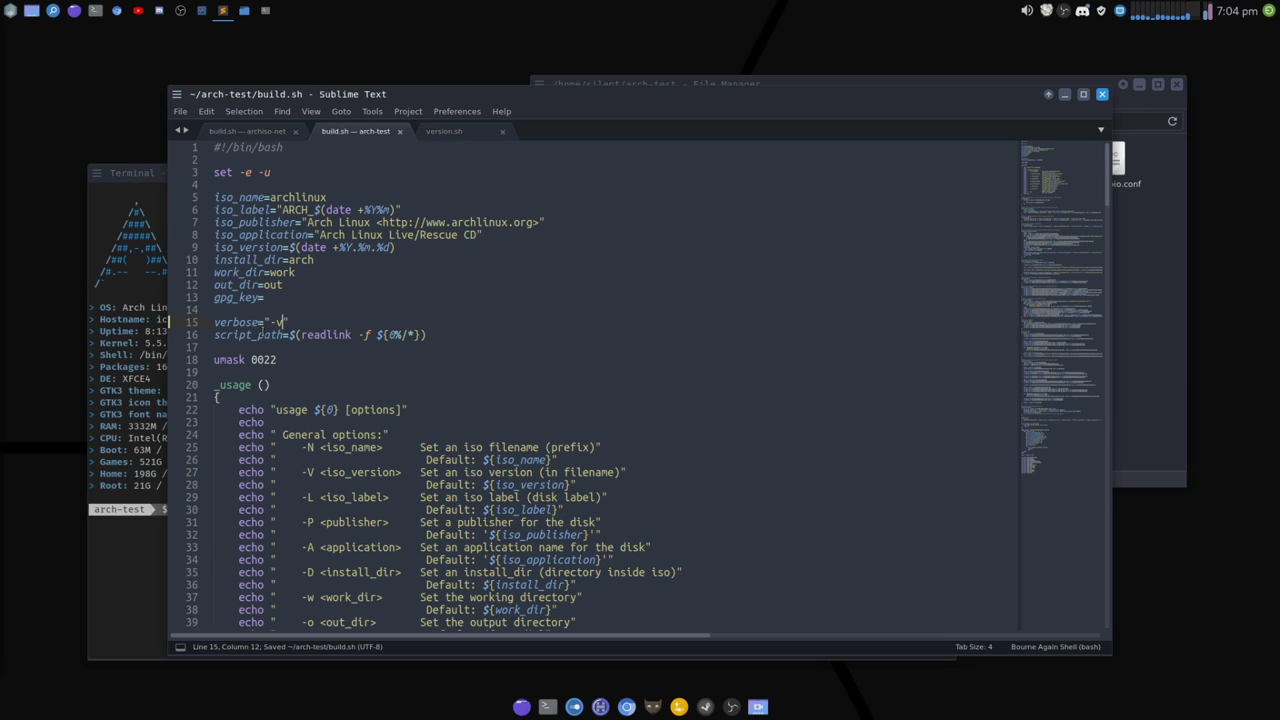 7:04 pm
/home/silent/arch-test - File Manager
~/arch-test/build.sh - Sublime Text
File Edit Selection Find View Goto Tools Project Preferences Help
build.sh — archiso-net
build.sh — arch-test
version.sh
1 #!/bin/bash
2
3 set -e -u
4
5 iso_name=archlinux
6 iso_label="ARCH_$(date +%Y%m)"
7 iso_publisher="Arch Linux <http://www.archlinux.org>"
8 iso_application="Arch Linux Live/Rescue CD"
9 iso_version=$(date +%Y.%m.%d)
10 install_dir=arch
11 work_dir=work
12 out_dir=out
13 gpg_key=
14
15 verbose="-v"
16 script_path=$(readlink -f ${0%/*})
17
18 umask 0022
19
20 _usage ()
21 {
22 echo "usage ${0} [options]"
23 echo
24 echo " General options:"
25 echo " -N <iso_name> Set an iso filename (prefix)"
26 echo " Default: ${iso_name}"
27 echo " -V <iso_version> Set an iso version (in filename)"
28 echo " Default: ${iso_version}"
29 echo " -L <iso_label> Set an iso label (disk label)"
30 echo " Default: ${iso_label}"
31 echo " -P <publisher> Set a publisher for the disk"
32 echo " Default: '${iso_publisher}'"
33 echo " -A <application> Set an application name for the disk"
34 echo " Default: '${iso_application}'"
35 echo " -D <install_dir> Set an install_dir (directory inside iso)"
36 echo " Default: ${install_dir}"
37 echo " -w <work_dir> Set the working directory"
38 echo " Default: ${work_dir}"
39 echo " -o <out_dir> Set the output directory"
Line 15, Column 12; Saved ~/arch-test/build.sh (UTF-8)
Tab Size: 4
Bourne Again Shell (bash)
Terminal -
> OS: Arch Lin
> Hostname: ic
> Uptime: 8:13
> Kernel: 5.5.
> Shell: /bin/
> Packages: 16
> DE: XFCE4
> GTK3 theme:
> GTK3 icon th
> GTK3 font na
> RAM: 3332M /
> CPU: Intel(R
> Boot: 63M /
> Games: 521G
> Home: 198G /
> Root: 21G /
arch-test $
io.conf